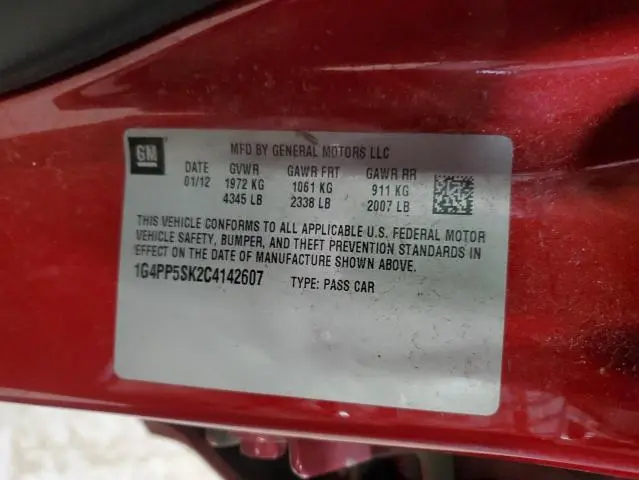 GM
MFD BY GENERAL MOTORS LLC
DATE GVWR GAWR FRT GAWR RR
01/12 1972 KG 1061 KG 911 KG
4345 LB 2338 LB 2007 LB
THIS VEHICLE CONFORMS TO ALL APPLICABLE U.S. FEDERAL MOTOR
VEHICLE SAFETY, BUMPER, AND THEFT PREVENTION STANDARDS IN
EFFECT ON THE DATE OF MANUFACTURE SHOWN ABOVE.
1G4PP5SK2C4142607 TYPE: PASS CAR